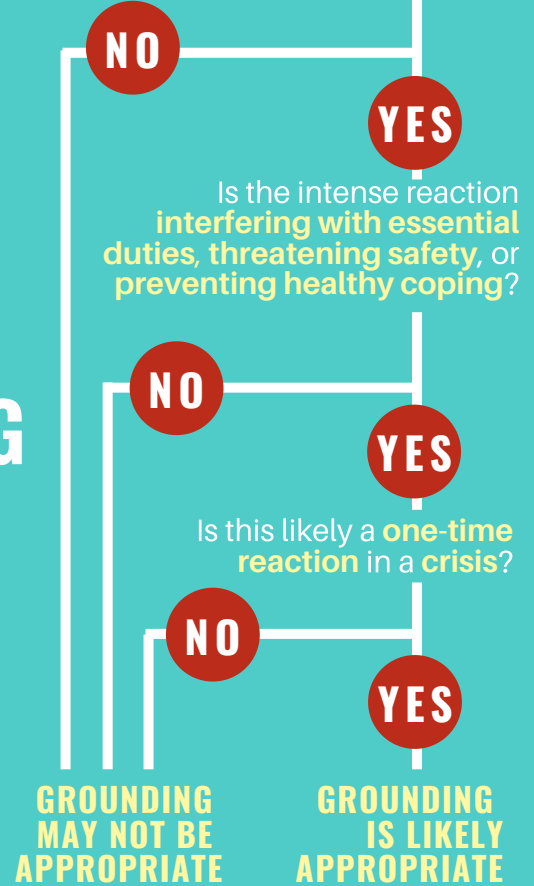 NO
YES
Is the intense reaction
interfering with essential
duties, threatening safety, or
preventing healthy coping?
NO
G
YES
Is this likely a one-time
reaction in a crisis?
NO
YES
GROUNDING
MAY NOT BE
APPROPRIATE
GROUNDING
IS LIKELY
APPROPRIATE